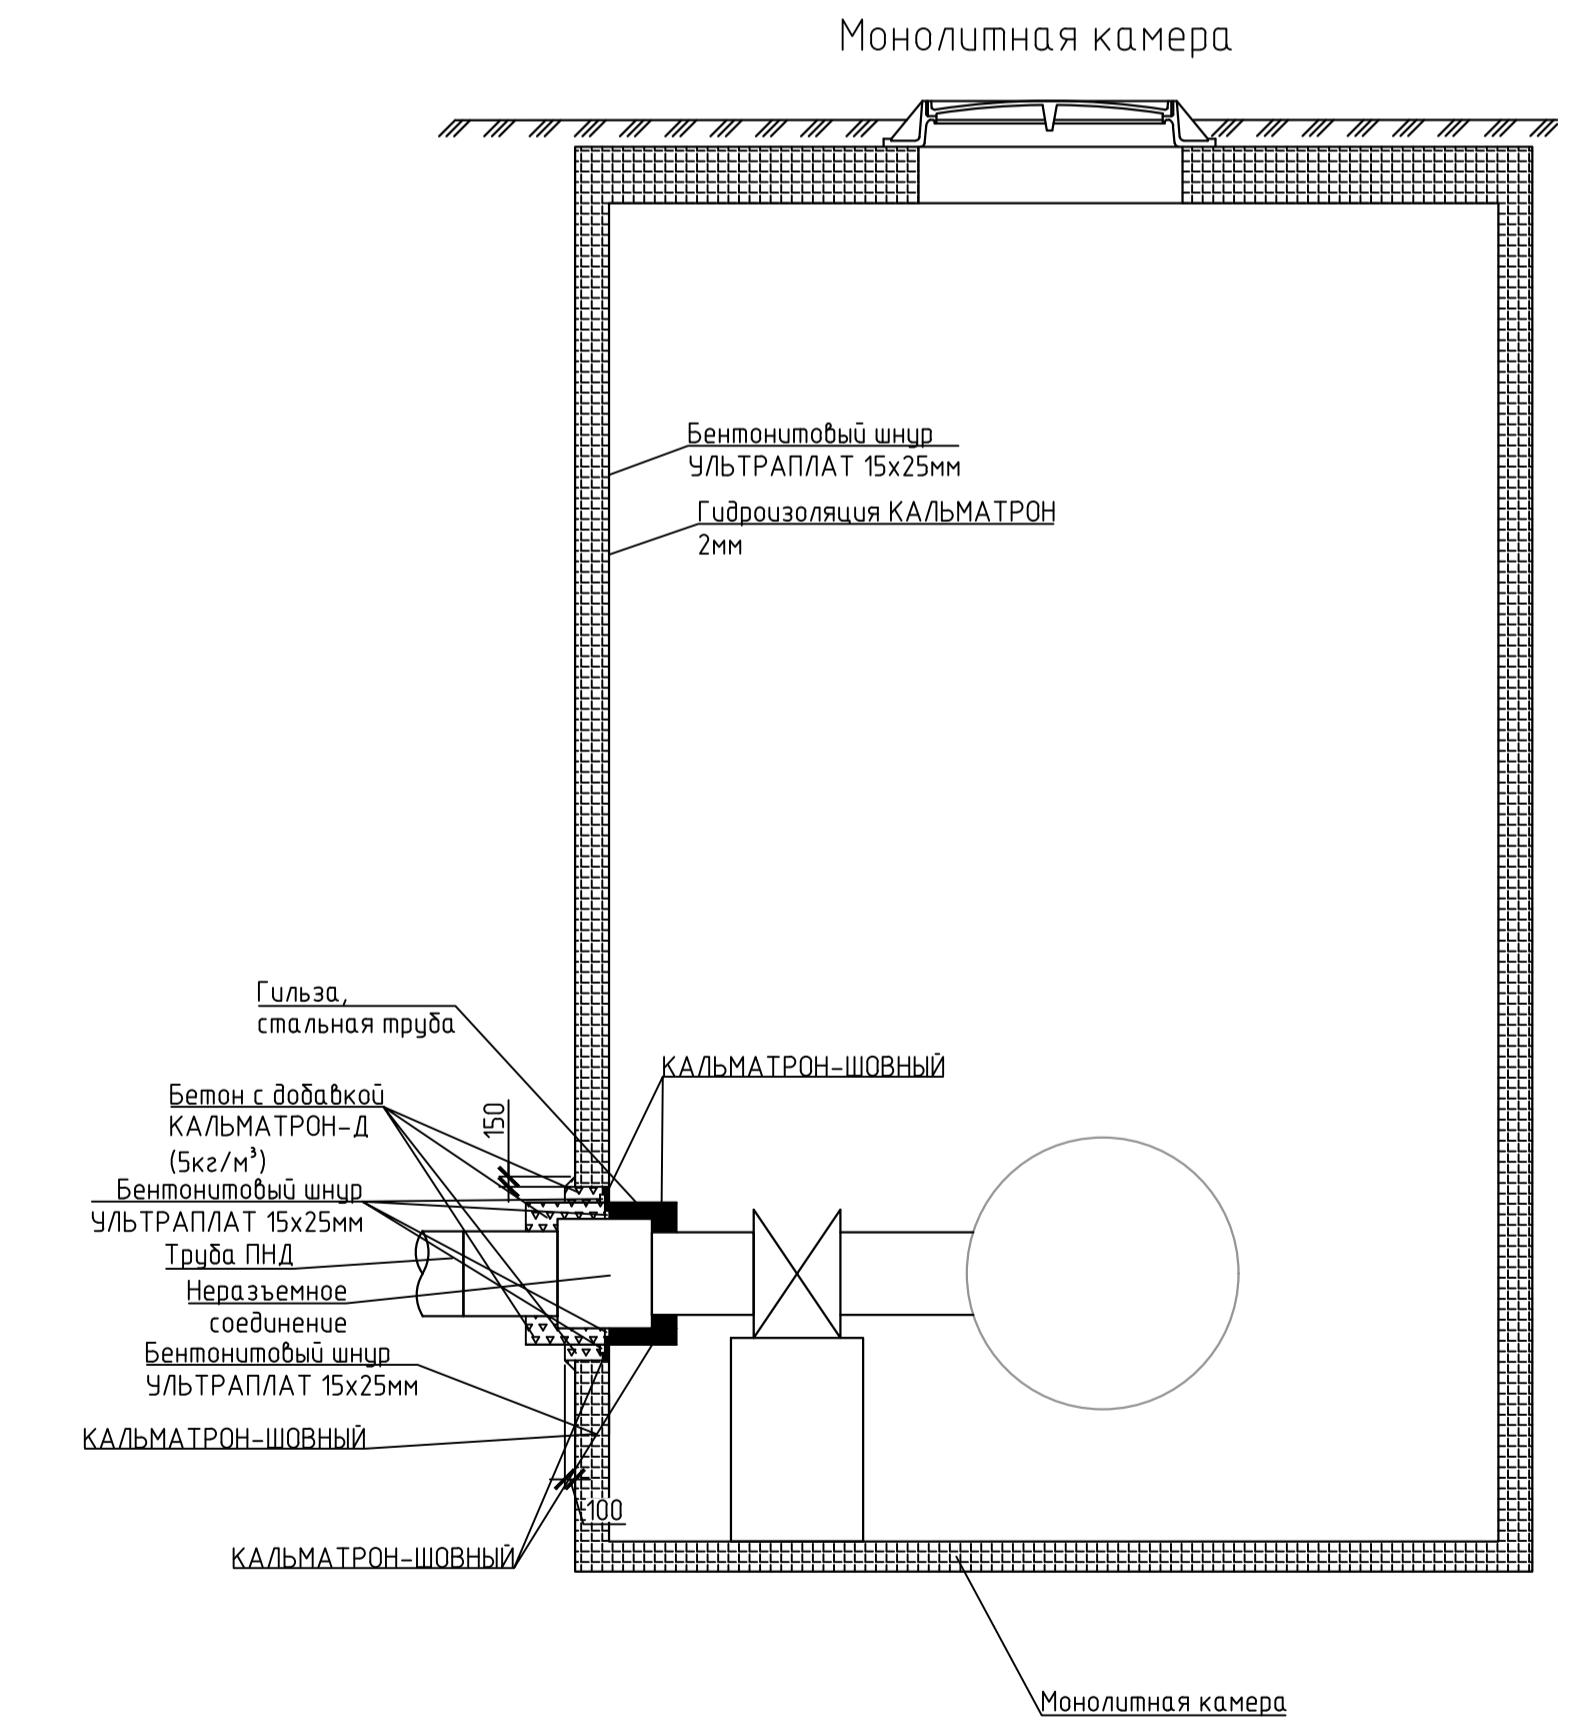 Монолитная камера
Бентонитовый шнур
УЛЬТРАПЛАТ 15х25мм
Гидроизоляция КАЛЬМАТРОН
2мм
Гильза,
стальная труба
КАЛЬМАТРОН-ШОВНЫЙ
Бетон с добавкой
КАЛЬМАТРОН-Д
(5кг/м³)
150
Бентонитовый шнур
УЛЬТРАПЛАТ 15х25мм
Труба ПНД
Неразъемное
соединение
Бентонитовый шнур
УЛЬТРАПЛАТ 15х25мм
КАЛЬМАТРОН-ШОВНЫЙ
100
КАЛЬМАТРОН-ШОВНЫЙ
Монолитная камера